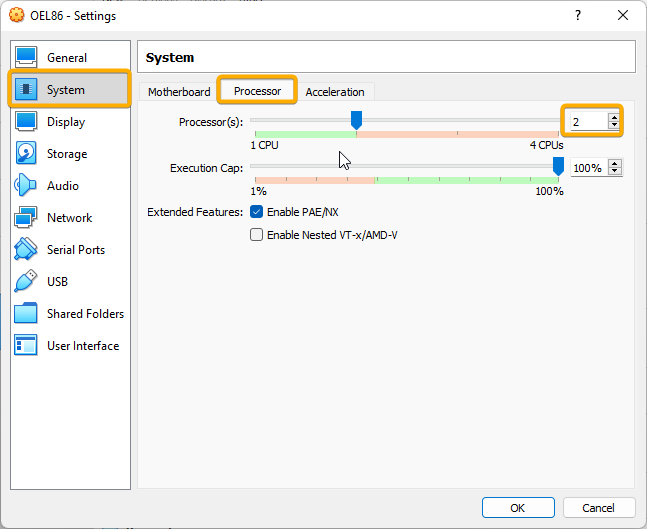 OEL86 - Settings
?
General
System
Display
Storage
Audio
Network
Serial Ports
USB
Shared Folders
User Interface
System
Motherboard Processor Acceleration
Processor(s): 2
1 CPU 4 CPUs
Execution Cap: 100%
1% 100%
Extended Features: Enable PAE/NX
Enable Nested VT-x/AMD-V
OK Cancel